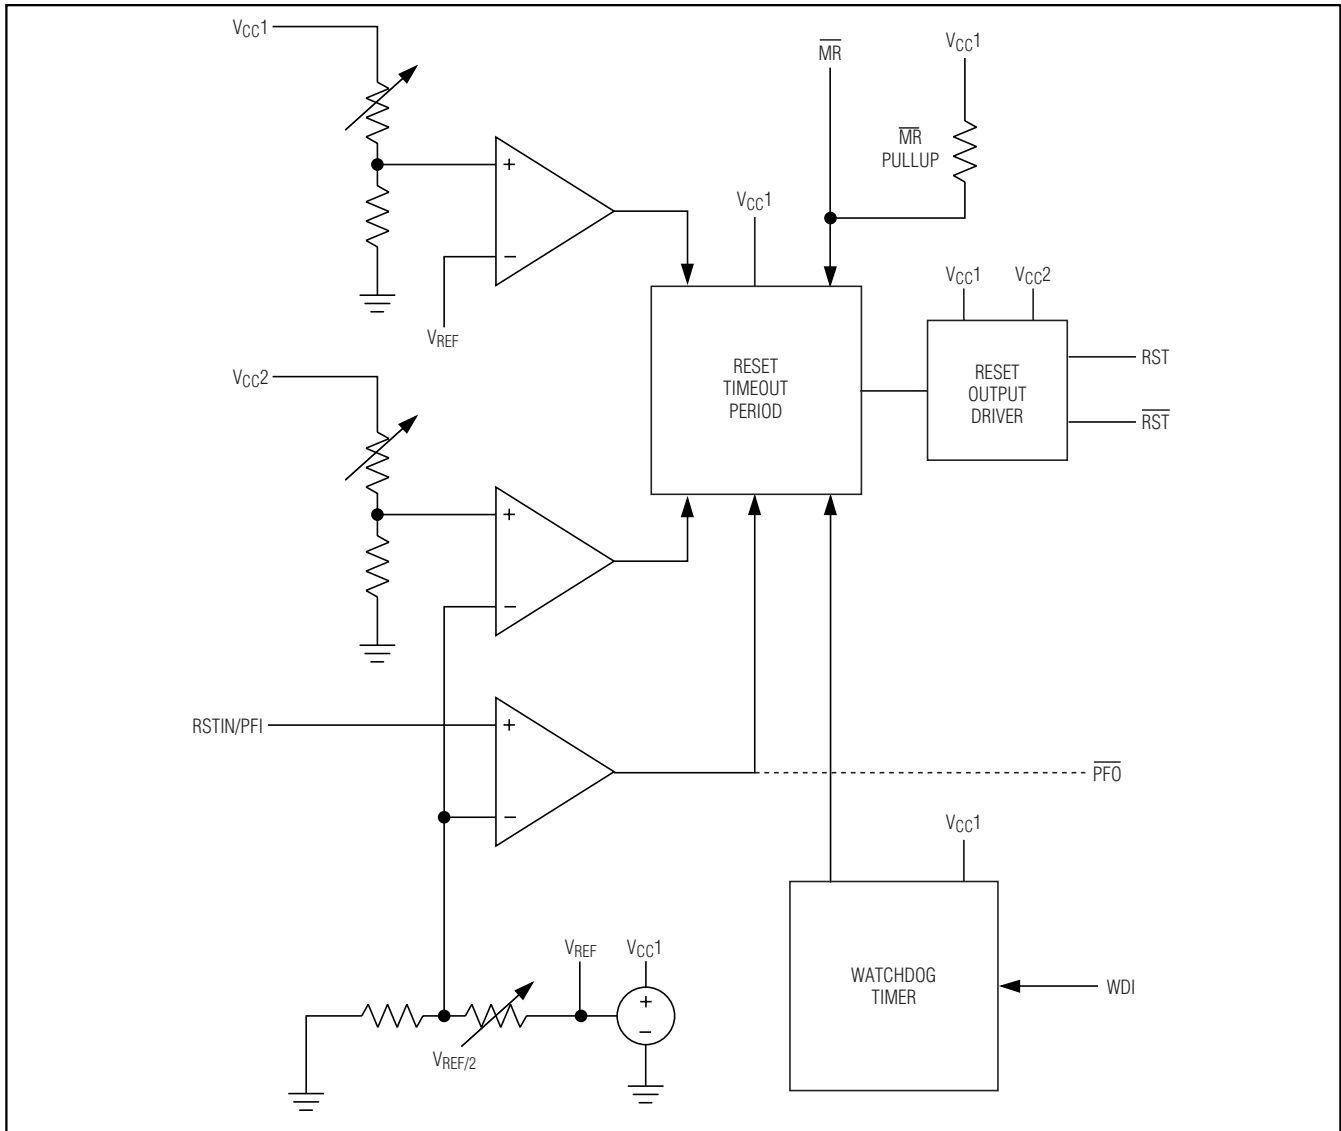 VCC1
MR
VCC1
MR
PULLUP
+
−
VREF
VCC1
VCC1
VCC2
RESET
TIMEOUT
PERIOD
RESET
OUTPUT
DRIVER
RST
RST
VCC2
+
−
RSTIN/PFI
+
−
PFO
VCC1
WATCHDOG
TIMER
WDI
VREF
VCC1
+
−
VREF/2